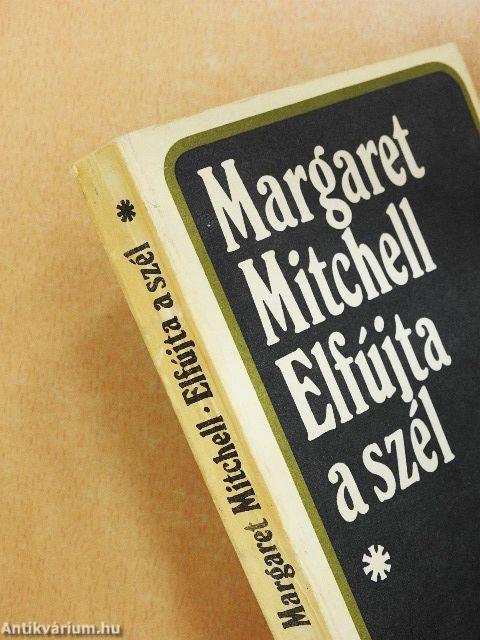 Margaret
Mitchell
Elfújta
a szél
*
Margaret Mitchell · Elfújta a szél *
Antikvárium.hu